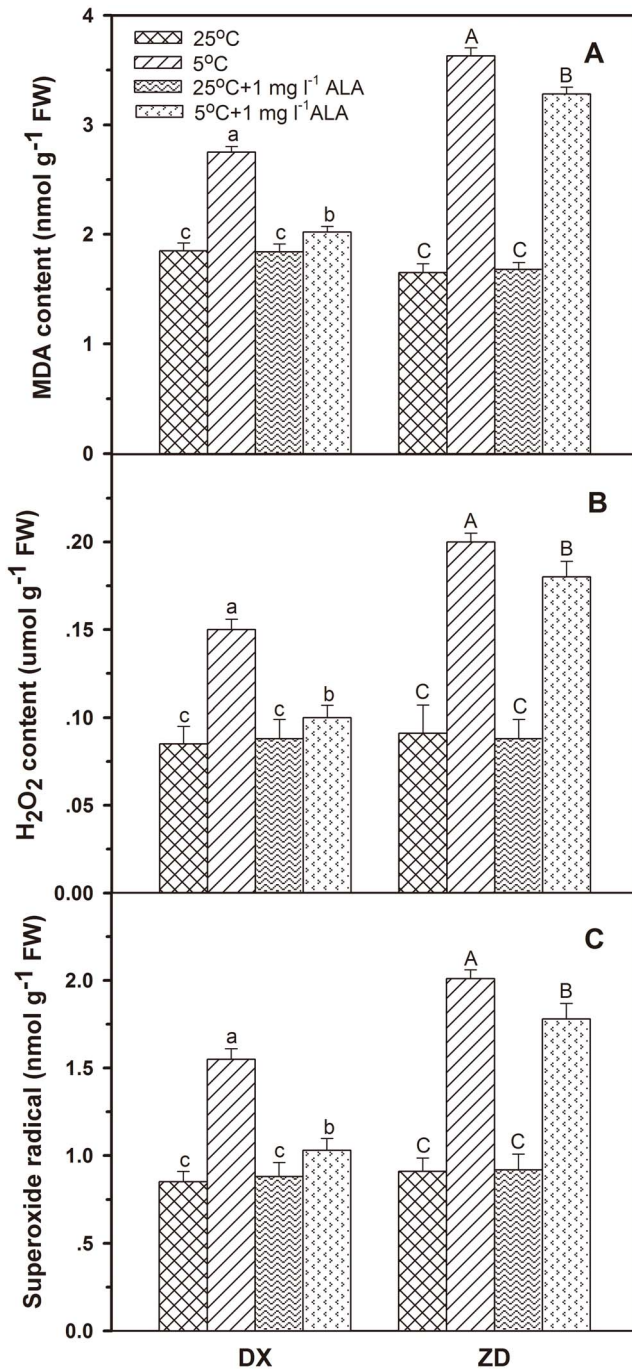 4
25°C
5°C
25°C+1 mg l⁻¹ ALA
5°C+1 mg l⁻¹ALA
A
A
B
3
a
MDA content (nmol g⁻¹ FW)
2
c
c
b
C
C
1
0
B
.20
A
B
H₂O₂ content (umol g⁻¹ FW)
.15
a
.10
c
c
b
C
C
.05
0.00
C
2.0
A
B
Superoxide radical (nmol g⁻¹ FW)
1.5
a
1.0
c
c
b
C
C
.5
0.0
DX
ZD